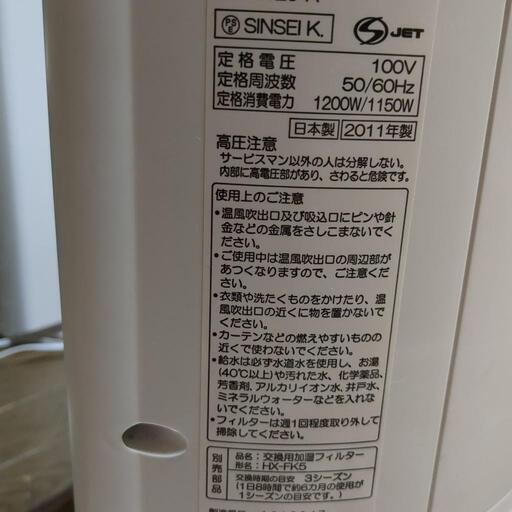 PSE SINSEI K. S JET
定格電圧 100V
定格周波数 50/60Hz
定格消費電力 1200W/1150W
日本製 2011年製
高圧注意
サービスマン以外の人は分解しない。
内部に高電圧部があり、さわると危険です。
使用上のご注意
•温風吹出口及び吸込口にピンや針
金などの金属をさしこまないでく
ださい。
•ご使用中は温風吹出口の周辺部が
あつくなりますので、ご注意くだ
さい。
•衣類や洗たくものをかけたり、温
風吹出口の近くに物を置かないで
ください。
•カーテンなどの燃えやすいものの
近くで使わないでください。
•給水は必ず水道水を使用し、お湯
(40℃以上)や汚れた水、化学薬品、
芳香剤、アルカリイオン水、井戸水、
ミネラルウォーターなどを入れな
いでください。
•フィルターは週1回程度取り外して
掃除してください。
別売部品
品名:交換用加湿フィルター
形名:HX-FK5
交換時期の目安 3シーズン
(1日8時間で約6カ月の使用が
1シーズンの目安です。)